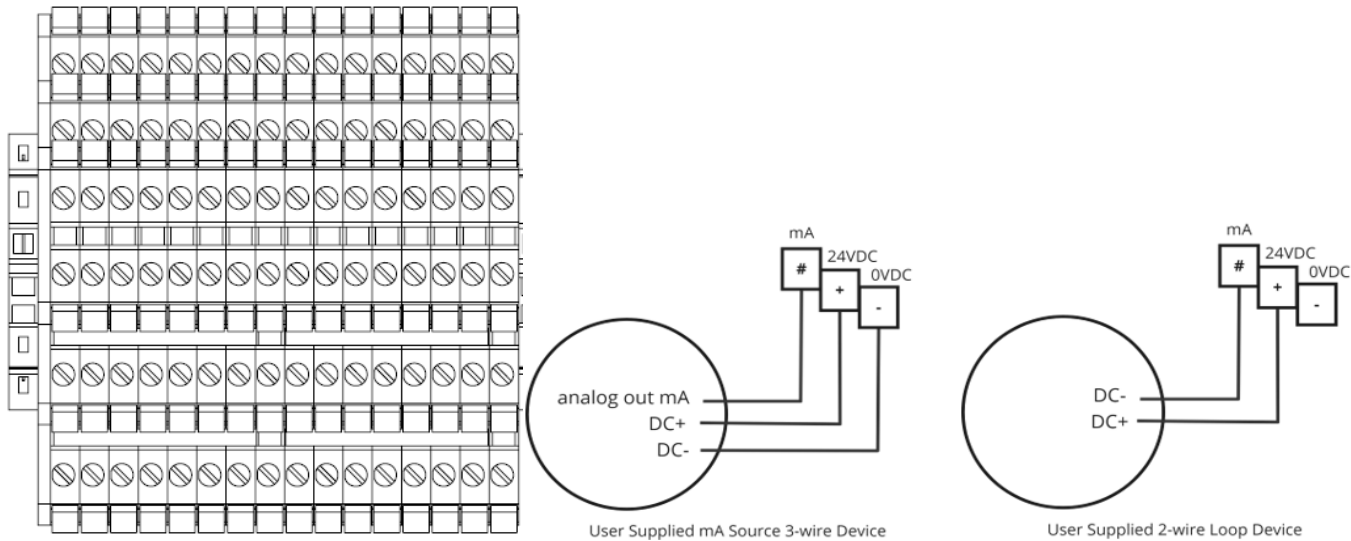 mA
24VDC
0VDC
#
+
-
analog out mA
DC+
DC-
User Supplied mA Source 3-wire Device
mA
24VDC
0VDC
#
+
-
DC-
DC+
User Supplied 2-wire Loop Device